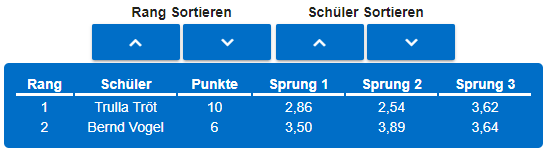 Rang Sortieren Schüler Sortieren
Rang Schüler Punkte Sprung 1 Sprung 2 Sprung 3
1 Trulla Tröt 10 2,86 2,54 3,62
2 Bernd Vogel 6 3,50 3,89 3,64